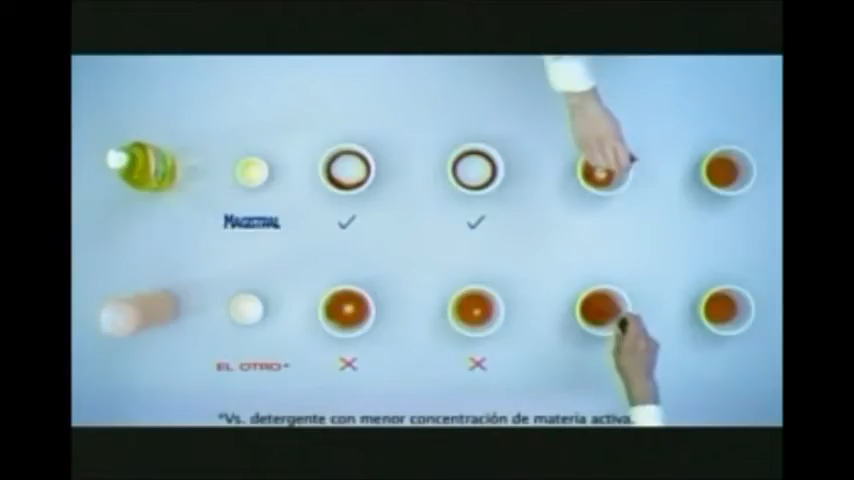 MAGISTRAL
EL OTRO*
*Vs. detergente con menor concentración de materia activa.